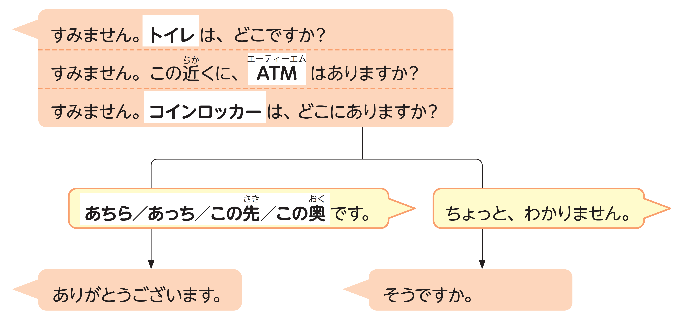 すみません。トイレは、どこですか?
すみません。この近くに、ATMはありますか?
すみません。コインロッカーは、どこにありますか?
あちら/あっち/この先/この奥です。
ちょっと、わかりません。
ありがとうございます。
そうですか。